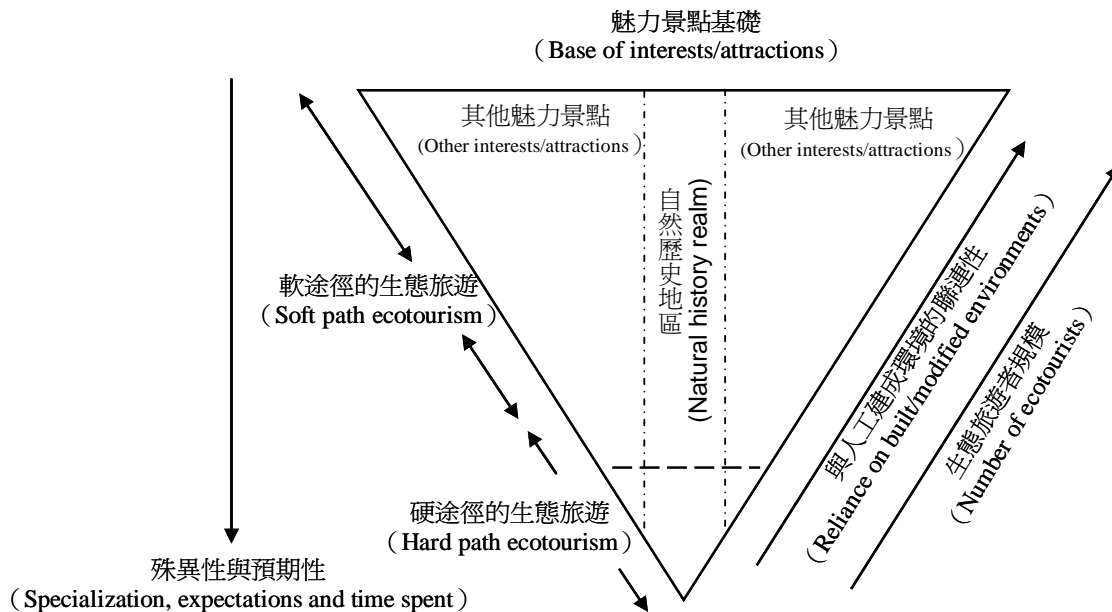 魅力景點基礎
（Base of interests/attractions）
其他魅力景點
(Other interests/attractions）
其他魅力景點
(Other interests/attractions）
自然歷史地區
(Natural history realm)
軟途徑的生態旅遊
（Soft path ecotourism）
與人工建成環境的聯連性
（Reliance on built/modified environments）
生態旅遊者規模
（Number of ecotourists）
硬途徑的生態旅遊
（Hard path ecotourism）
殊異性與預期性
（Specialization, expectations and time spent）